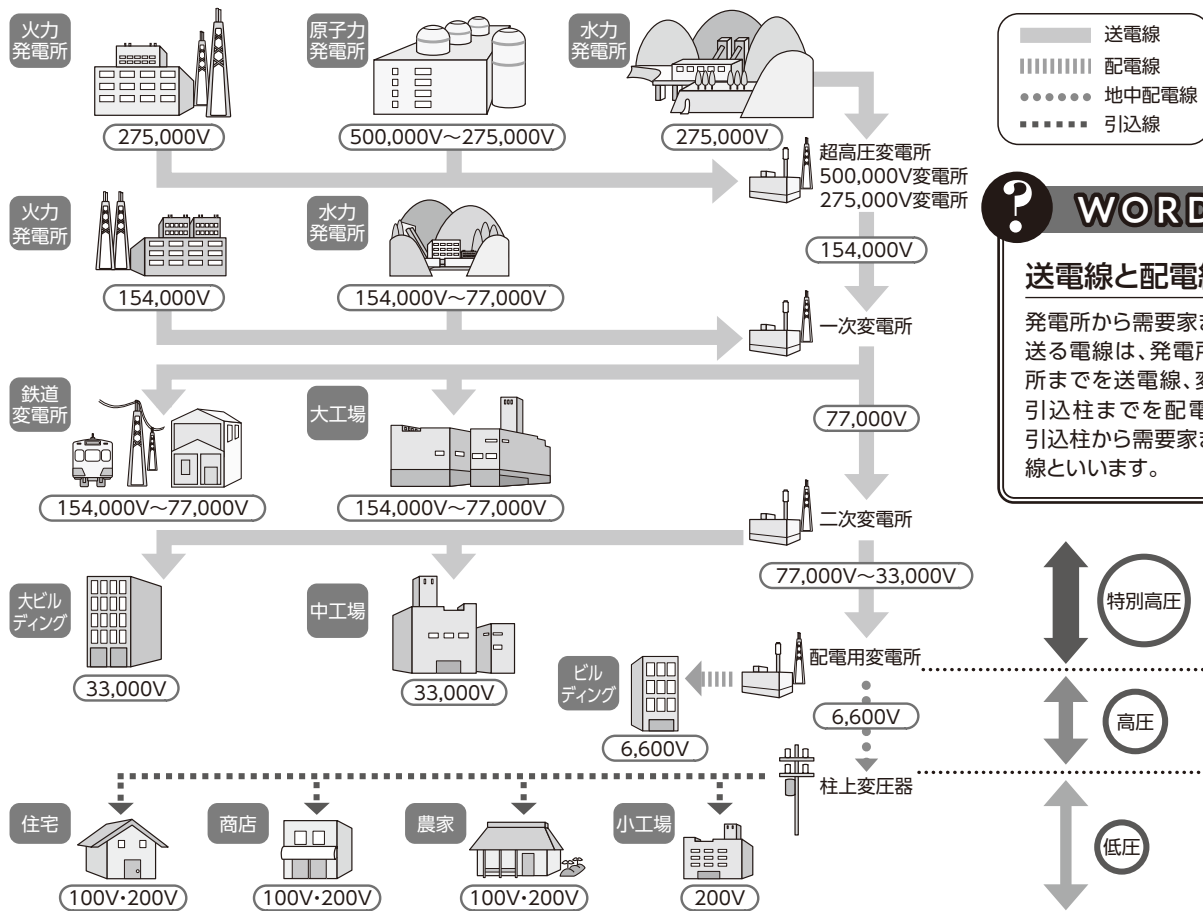 火力
発電所
原子力
発電所
水力
発電所
275,000V
500,000V～275,000V
275,000V
超高圧変電所
500,000V変電所
275,000V変電所
送電線
配電線
地中配電線
引込線
火力
発電所
水力
発電所
154,000V
154,000V～77,000V
154,000V
一次変電所
?
WORD
送電線と配電線
発電所から需要家ま
送る電線は、発電所
所までを送電線、変
引込柱までを配電
引込柱から需要家ま
線といいます。
鉄道
変電所
大工場
77,000V
154,000V～77,000V
154,000V～77,000V
二次変電所
77,000V～33,000V
大ビル
ディング
中工場
33,000V
33,000V
ビル
ディング
配電用変電所
6,600V
6,600V
柱上変圧器
特別高圧
高圧
低圧
住宅
商店
農家
小工場
100V・200V
100V・200V
100V・200V
200V